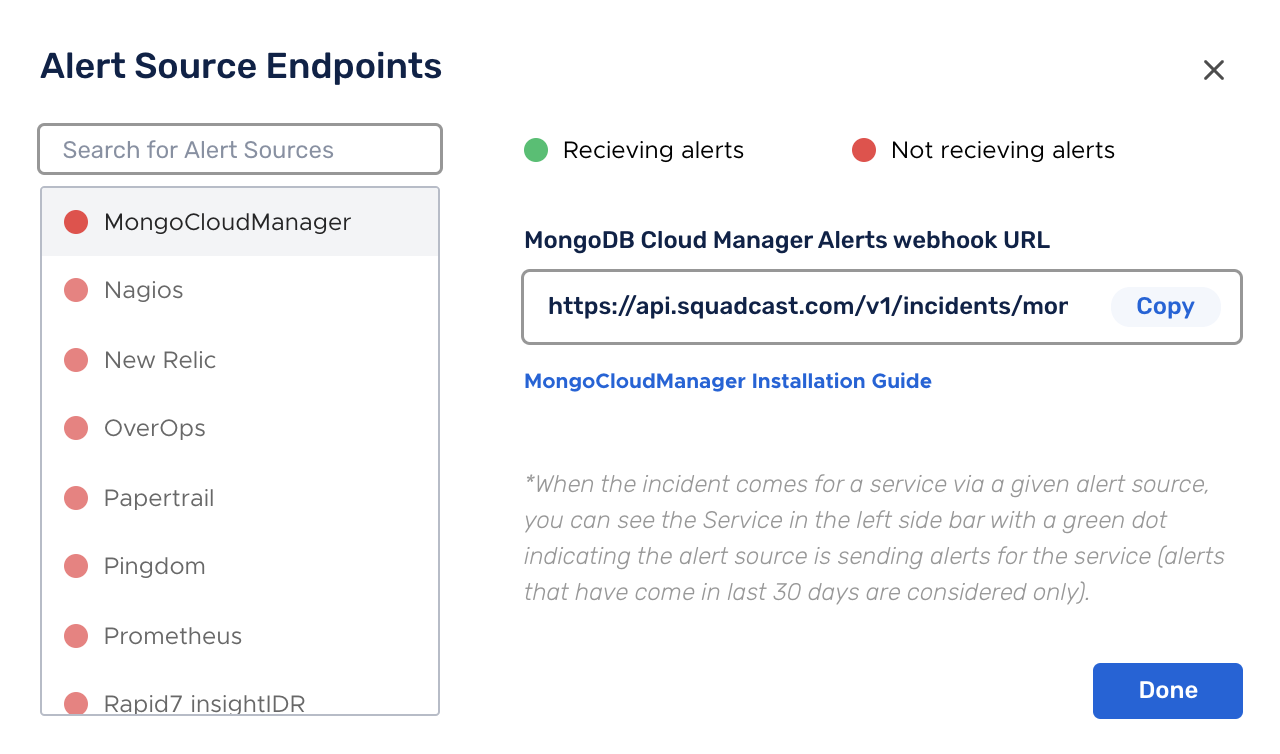 Alert Source Endpoints
Search for Alert Sources
MongoCloudManager
Nagios
New Relic
OverOps
Papertrail
Pingdom
Prometheus
Rapid7 insightIDR
Recieving alerts
Not recieving alerts
MongoDB Cloud Manager Alerts webhook URL
https://api.squadcast.com/v1/incidents/mon
Copy
MongoCloudManager Installation Guide
*When the incident comes for a service via a given alert source,
you can see the Service in the left side bar with a green dot
indicating the alert source is sending alerts for the service (alerts
that have come in last 30 days are considered only).
Done